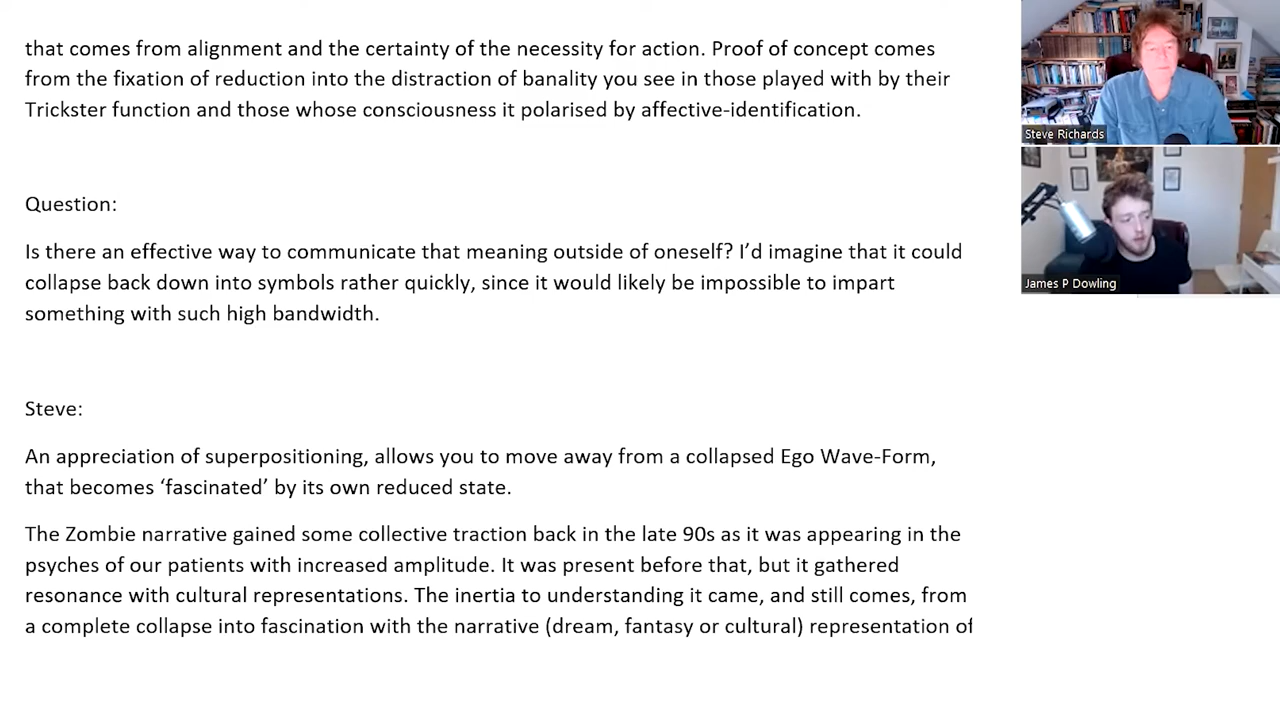 that comes from alignment and the certainty of the necessity for action. Proof of concept comes
from the fixation of reduction into the distraction of banality you see in those played with by their
Trickster function and those whose consciousness it polarised by affective-identification.
Question:
Is there an effective way to communicate that meaning outside of oneself? I’d imagine that it could
collapse back down into symbols rather quickly, since it would likely be impossible to impart
something with such high bandwidth.
Steve:
An appreciation of superpositioning, allows you to move away from a collapsed Ego Wave-Form,
that becomes ‘fascinated’ by its own reduced state.
The Zombie narrative gained some collective traction back in the late 90s as it was appearing in the
psyches of our patients with increased amplitude. It was present before that, but it gathered
resonance with cultural representations. The inertia to understanding it came, and still comes, from
a complete collapse into fascination with the narrative (dream, fantasy or cultural) representation of
Steve Richards
James P Dowling